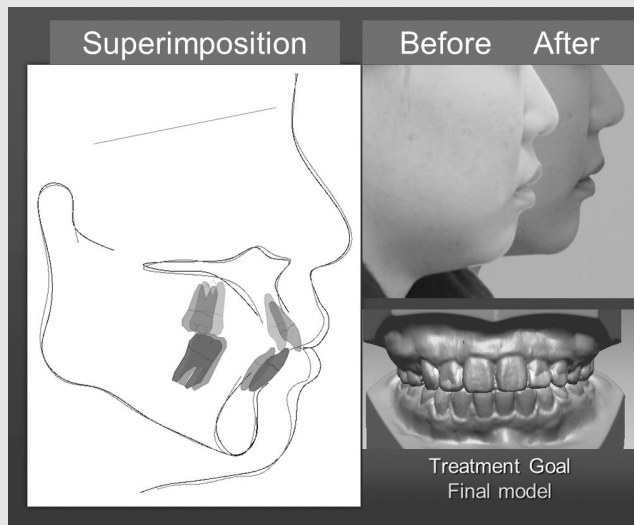 Superimposition
Before After
Treatment Goal
Final model